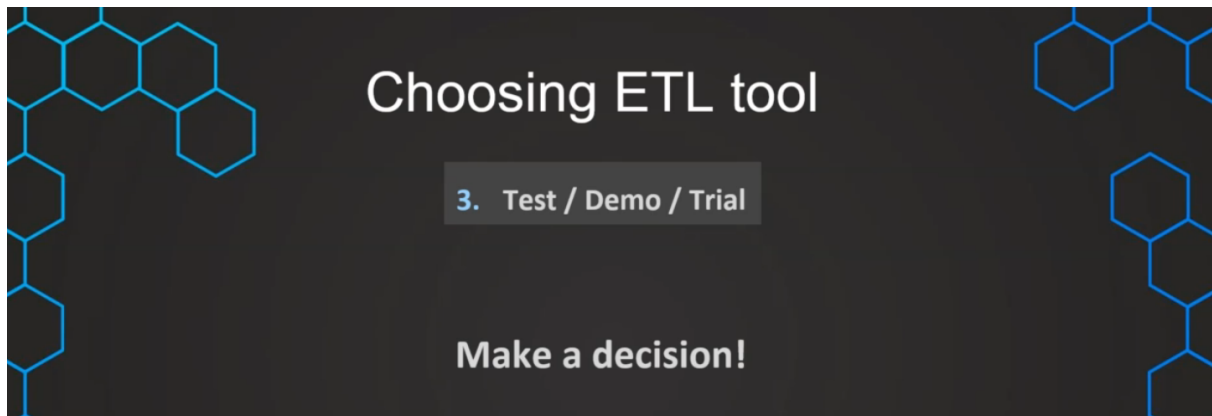 Choosing ETL tool
3. Test / Demo / Trial
Make a decision!